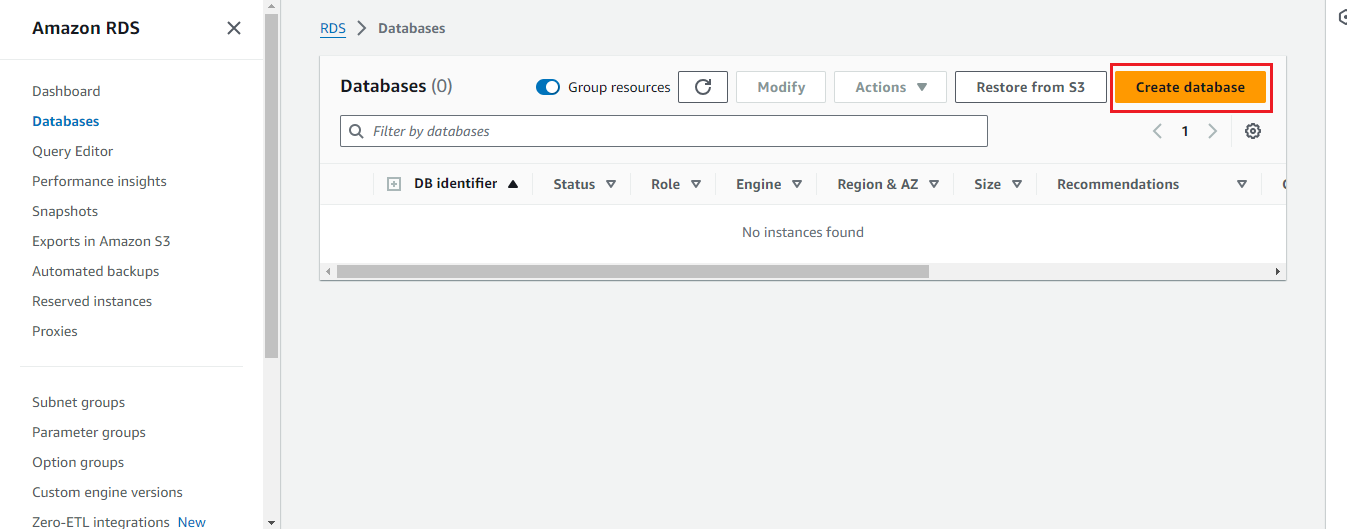 Amazon RDS
Dashboard
Databases
Query Editor
Performance insights
Snapshots
Exports in Amazon S3
Automated backups
Reserved instances
Proxies
Subnet groups
Parameter groups
Option groups
Custom engine versions
Zero-ETL integrations New
RDS > Databases
Databases (0) Group resources Modify Actions Restore from S3 Create database
Filter by databases 1
DB identifier Status Role Engine Region & AZ Size Recommendations
No instances found